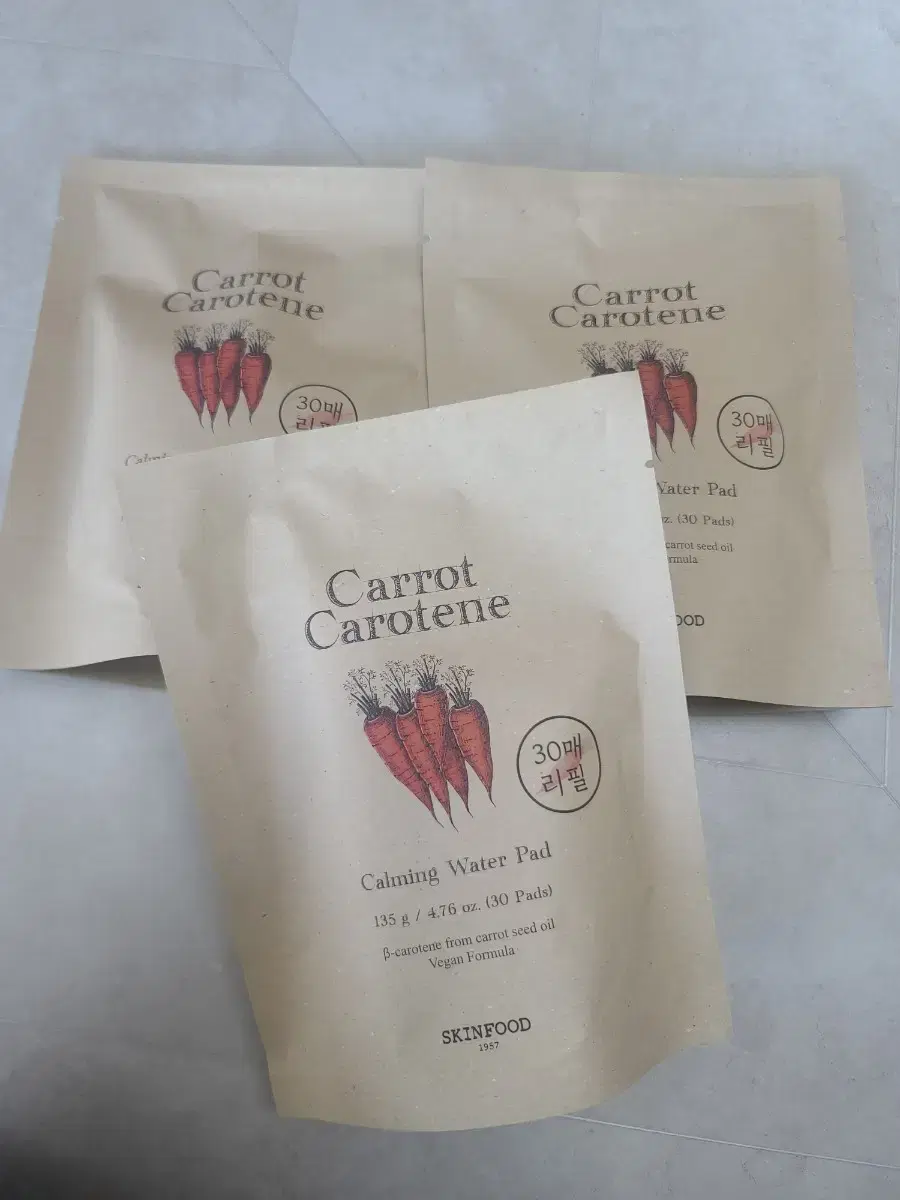 Carrot
Carotene
30매
Carrot
Carotene
30매
리필
Water Pad
oz. (30 Pads)
carrot seed oil
Carrot
Carotene
30매
리필
Calming Water Pad
135 g / 4.76 oz. (30 Pads)
β-carotene from carrot seed oil
Vegan Formula
SKINFOOD
1957